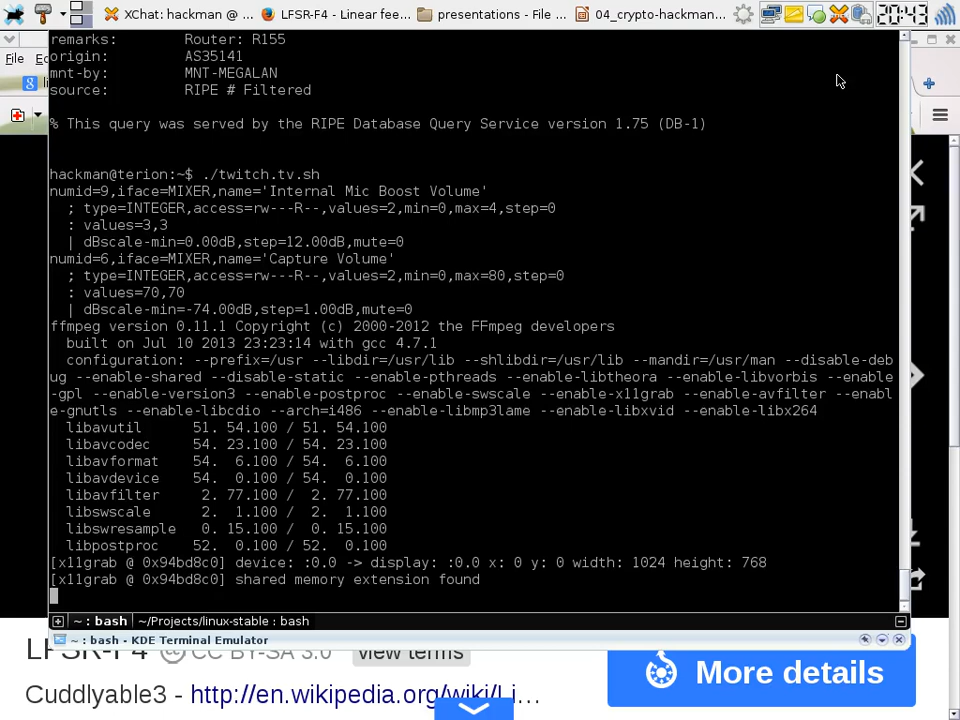 XChat: hackman @ ...
LFSR-F4 - Linear fee...
presentations - File ...
04_crypto-hackman...
20:43
File
remarks: Router: R155
origin: AS35141
mnt-by: MNT-MEGALAN
source: RIPE # Filtered
% This query was served by the RIPE Database Query Service version 1.75 (DB-1)
hackman@terion:~$ ./twitch.tv.sh
numid=9,iface=MIXER,name='Internal Mic Boost Volume'
; type=INTEGER,access=rw---R--,values=2,min=0,max=4,step=0
: values=3,3
| dBscale-min=0.00dB,step=12.00dB,mute=0
numid=6,iface=MIXER,name='Capture Volume'
; type=INTEGER,access=rw---R--,values=2,min=0,max=80,step=0
: values=70,70
| dBscale-min=-74.00dB,step=1.00dB,mute=0
ffmpeg version 0.11.1 Copyright (c) 2000-2012 the FFmpeg developers
built on Jul 10 2013 23:23:14 with gcc 4.7.1
configuration: --prefix=/usr --libdir=/usr/lib --shlibdir=/usr/lib --mandir=/usr/man --disable-deb
ug --enable-shared --disable-static --enable-pthreads --enable-libtheora --enable-libvorbis --enable
-gpl --enable-version3 --enable-postproc --enable-swscale --enable-x11grab --enable-avfilter --enabl
e-gnutls --enable-libcdio --arch=i486 --enable-libmp3lame --enable-libxvid --enable-libx264
libavutil 51. 54.100 / 51. 54.100
libavcodec 54. 23.100 / 54. 23.100
libavformat 54. 6.100 / 54. 6.100
libavdevice 54. 0.100 / 54. 0.100
libavfilter 2. 77.100 / 2. 77.100
libswscale 2. 1.100 / 2. 1.100
libswresample 0. 15.100 / 0. 15.100
libpostproc 52. 0.100 / 52. 0.100
[x11grab @ 0x94bd8c0] device: :0.0 -> display: :0.0 x: 0 y: 0 width: 1024 height: 768
[x11grab @ 0x94bd8c0] shared memory extension found
~ : bash ~/Projects/linux-stable : bash
~ : bash - KDE Terminal Emulator
LFSR-F4 CC BY-SA 3.0 View terms
Cuddlyable3 - http://en.wikipedia.org/wiki/Li...
More details